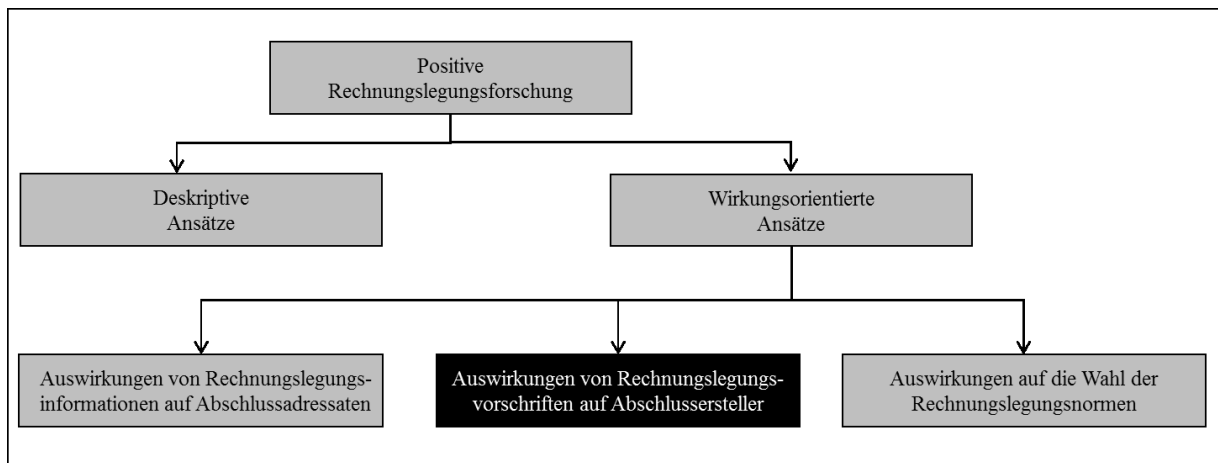 Positive
Rechnungslegungsforschung
Deskriptive
Ansätze
Wirkungsorientierte
Ansätze
Auswirkungen von Rechnungslegungs-
informationen auf Abschlussadressaten
Auswirkungen von Rechnungslegungs-
vorschriften auf Abschlussersteller
Auswirkungen auf die Wahl der
Rechnungslegungsnormen